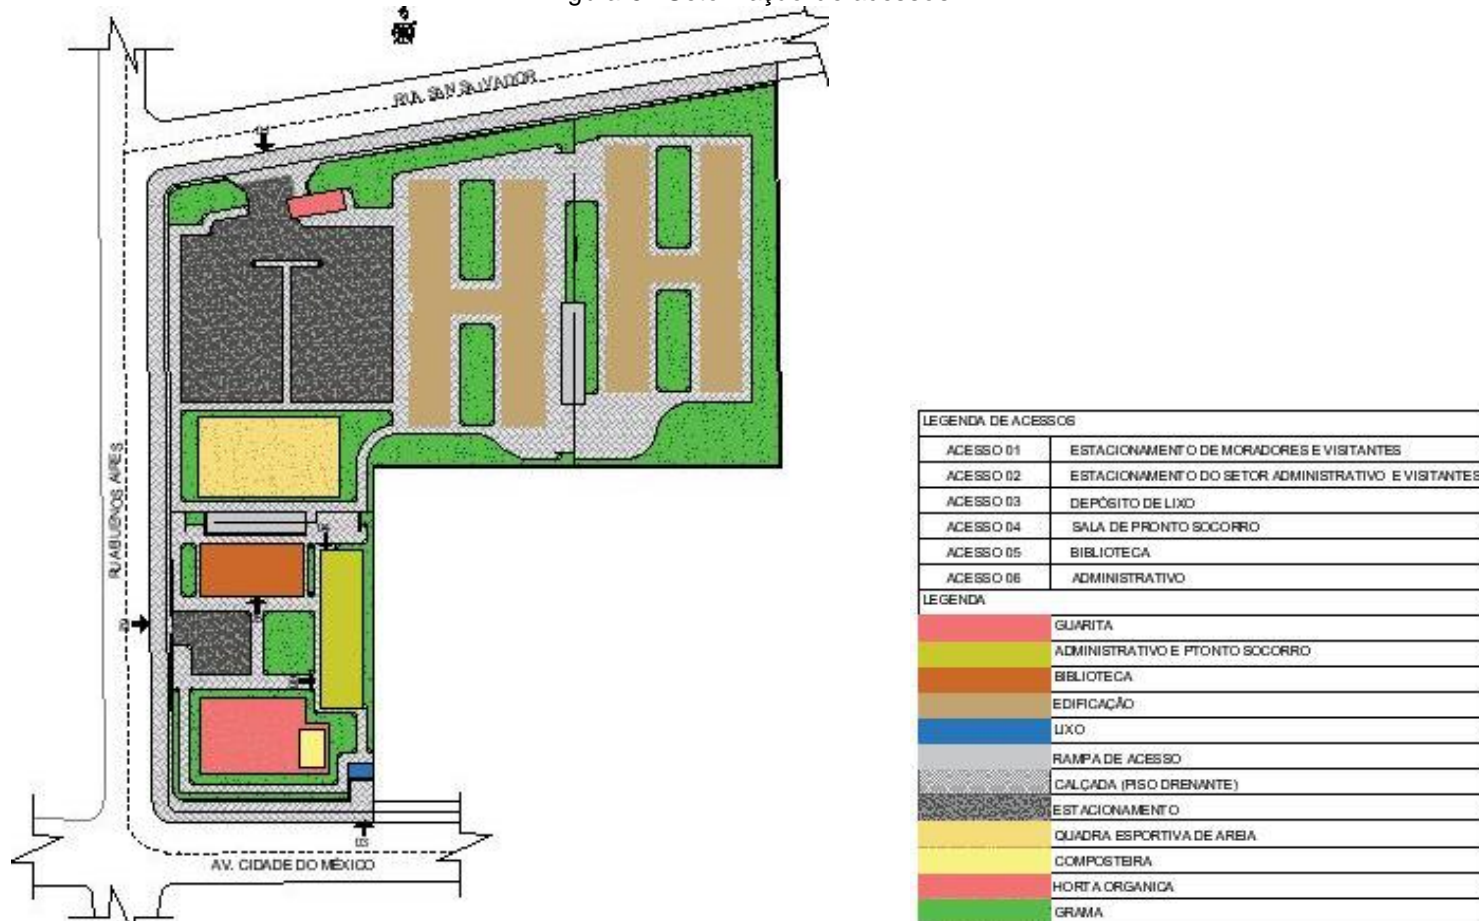 RUA SAN SALVADOR
RUA BUENOS AIRES
02
03
AV. CIDADE DO MÉXICO
LEGENDA DE ACESSOS
ACESSO 01 ESTACIONAMENTO DE MORADORES E VISITANTES
ACESSO 02 ESTACIONAMENTO DO SETOR ADMINISTRATIVO E VISITANTES
ACESSO 03 DEPÓSITO DE LIXO
ACESSO 04 SALA DE PRONTO SOCORRO
ACESSO 05 BIBLIOTECA
ACESSO 06 ADMINISTRATIVO
LEGENDA
GUARITA
ADMINISTRATIVO E PTONTO SOCORRO
BIBLIOTECA
EDIFICAÇÃO
LIXO
RAMPA DE ACESSO
CALÇADA (PISO DRENANTE)
ESTACIONAMENTO
QUADRA ESPORTIVA DE AREIA
COMPOSTEIRA
HORTA ORGANICA
GRAMA